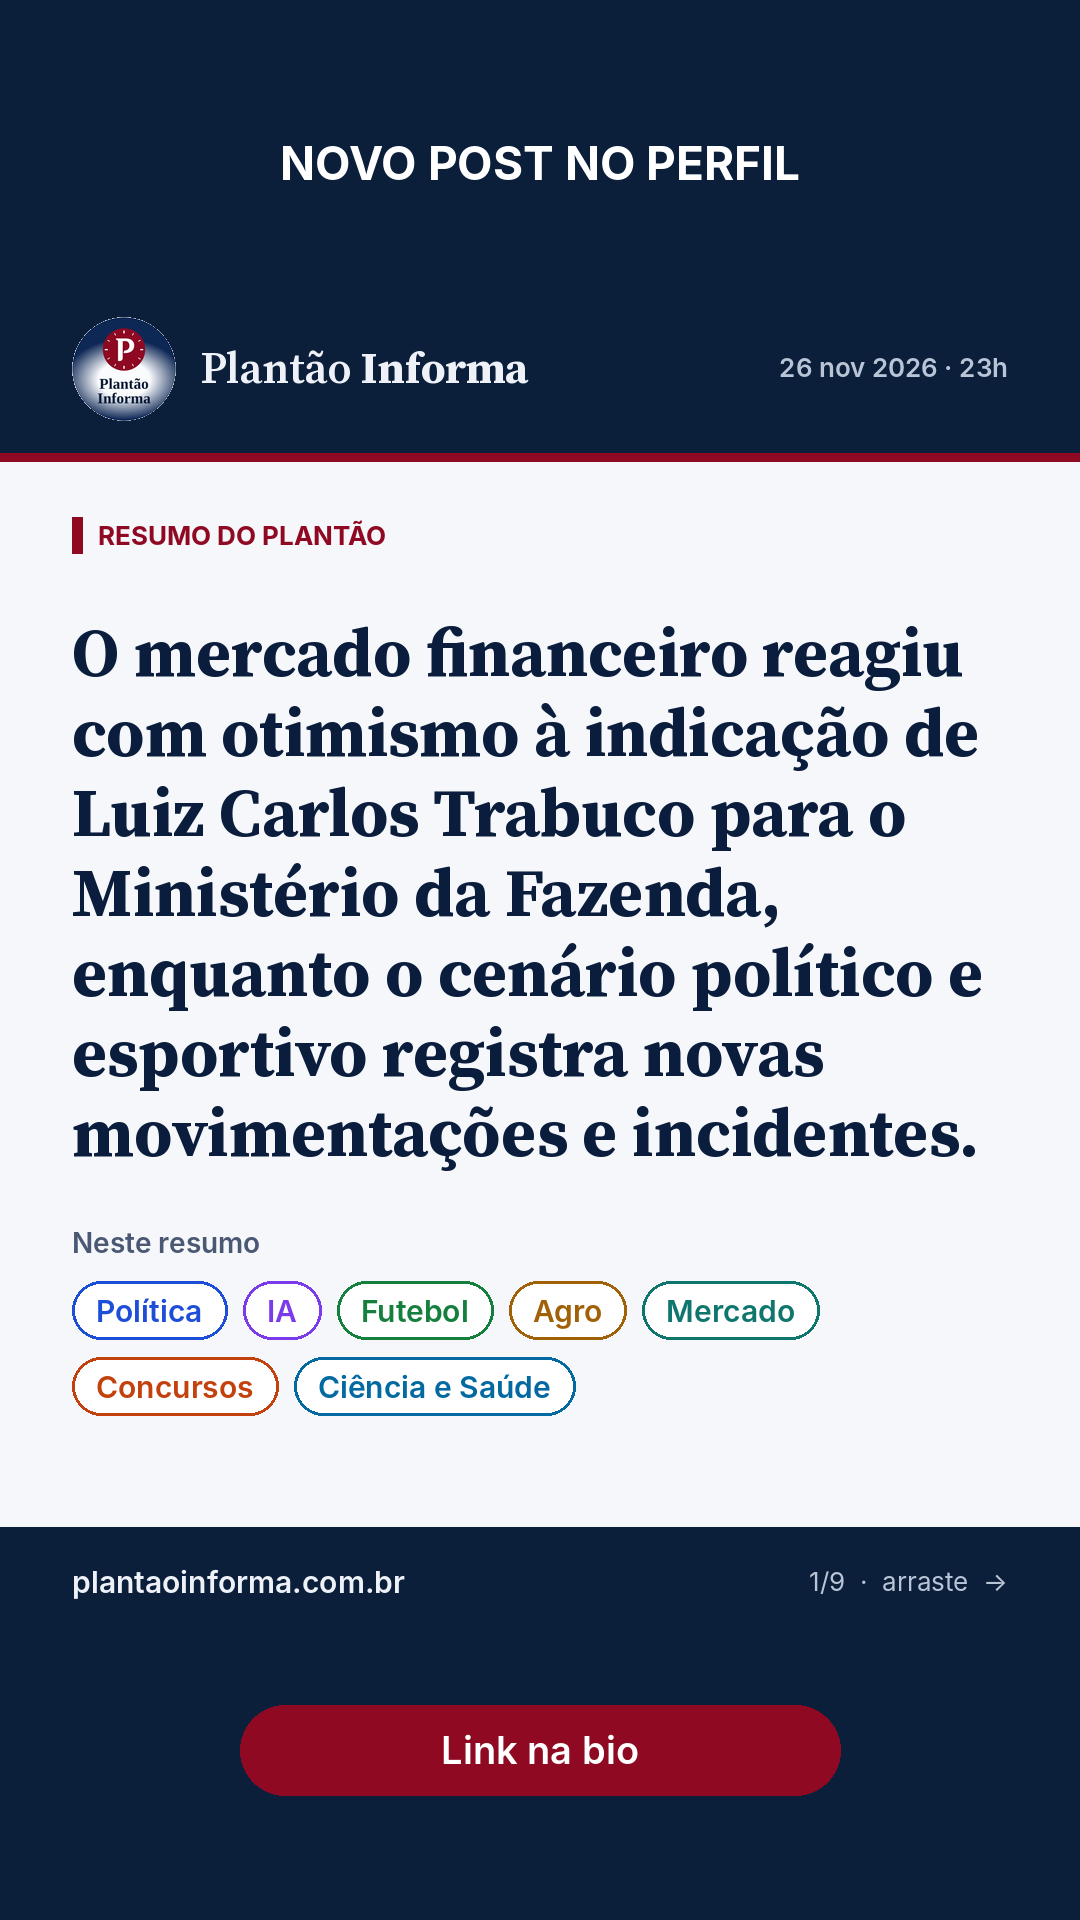 NOVO POST NO PERFIL
P
Plantão
Informa
Plantão Informa
26 nov 2026 · 23h
RESUMO DO PLANTÃO
O mercado financeiro reagiu
com otimismo à indicação de
Luiz Carlos Trabuco para o
Ministério da Fazenda,
enquanto o cenário político e
esportivo registra novas
movimentações e incidentes.
Neste resumo
Política
IA
Futebol
Agro
Mercado
Concursos
Ciência e Saúde
plantaoinforma.com.br
1/9 · arraste →
Link na bio